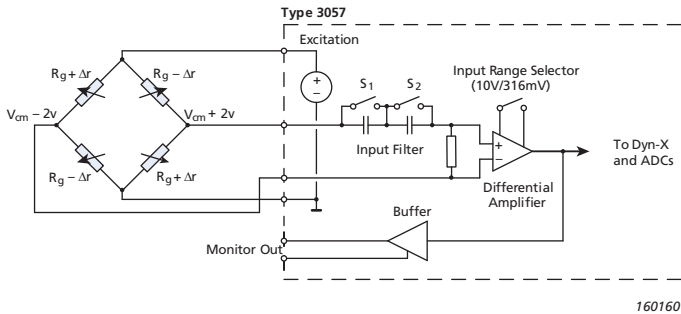 Type 3057
Excitation
+
−
Rg + Δr
Rg − Δr
Vcm − 2v
Vcm + 2v
Rg − Δr
Rg + Δr
S1
S2
Input Filter
Input Range Selector
(10V/316mV)
+
−
Differential
Amplifier
To Dyn-X
and ADCs
Buffer
Monitor Out
160160